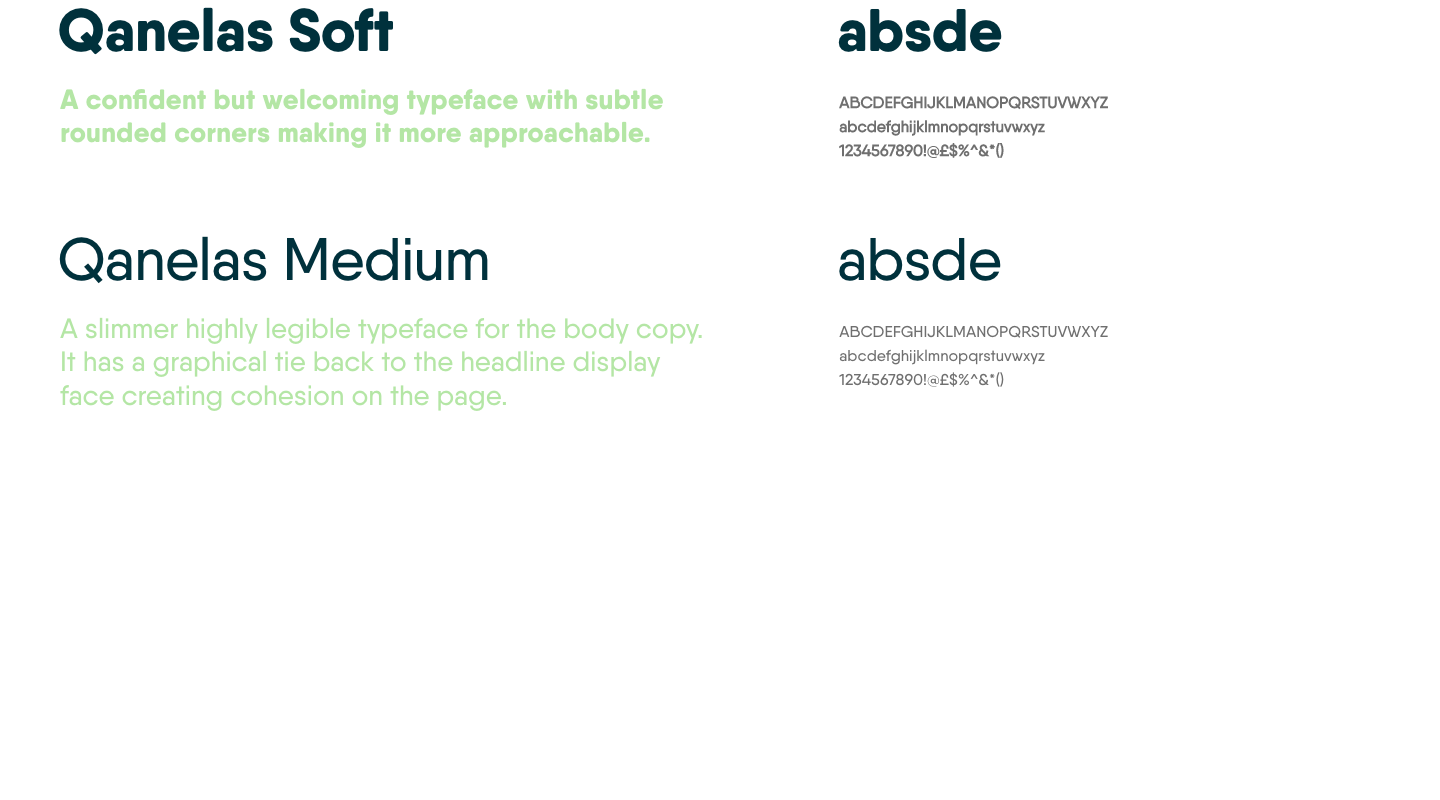 Qanelas Soft
A confident but welcoming typeface with subtle
rounded corners making it more approachable.
absde
ABCDEFGHIJKLMANOPQRSTUVWXYZ
abcdefghijklmnopqrstuvwxyz
1234567890!@£$%^&*()
Qanelas Medium
A slimmer highly legible typeface for the body copy.
It has a graphical tie back to the headline display
face creating cohesion on the page.
absde
ABCDEFGHIJKLMANOPQRSTUVWXYZ
abcdefghijklmnopqrstuvwxyz
1234567890!@£$%^&*()